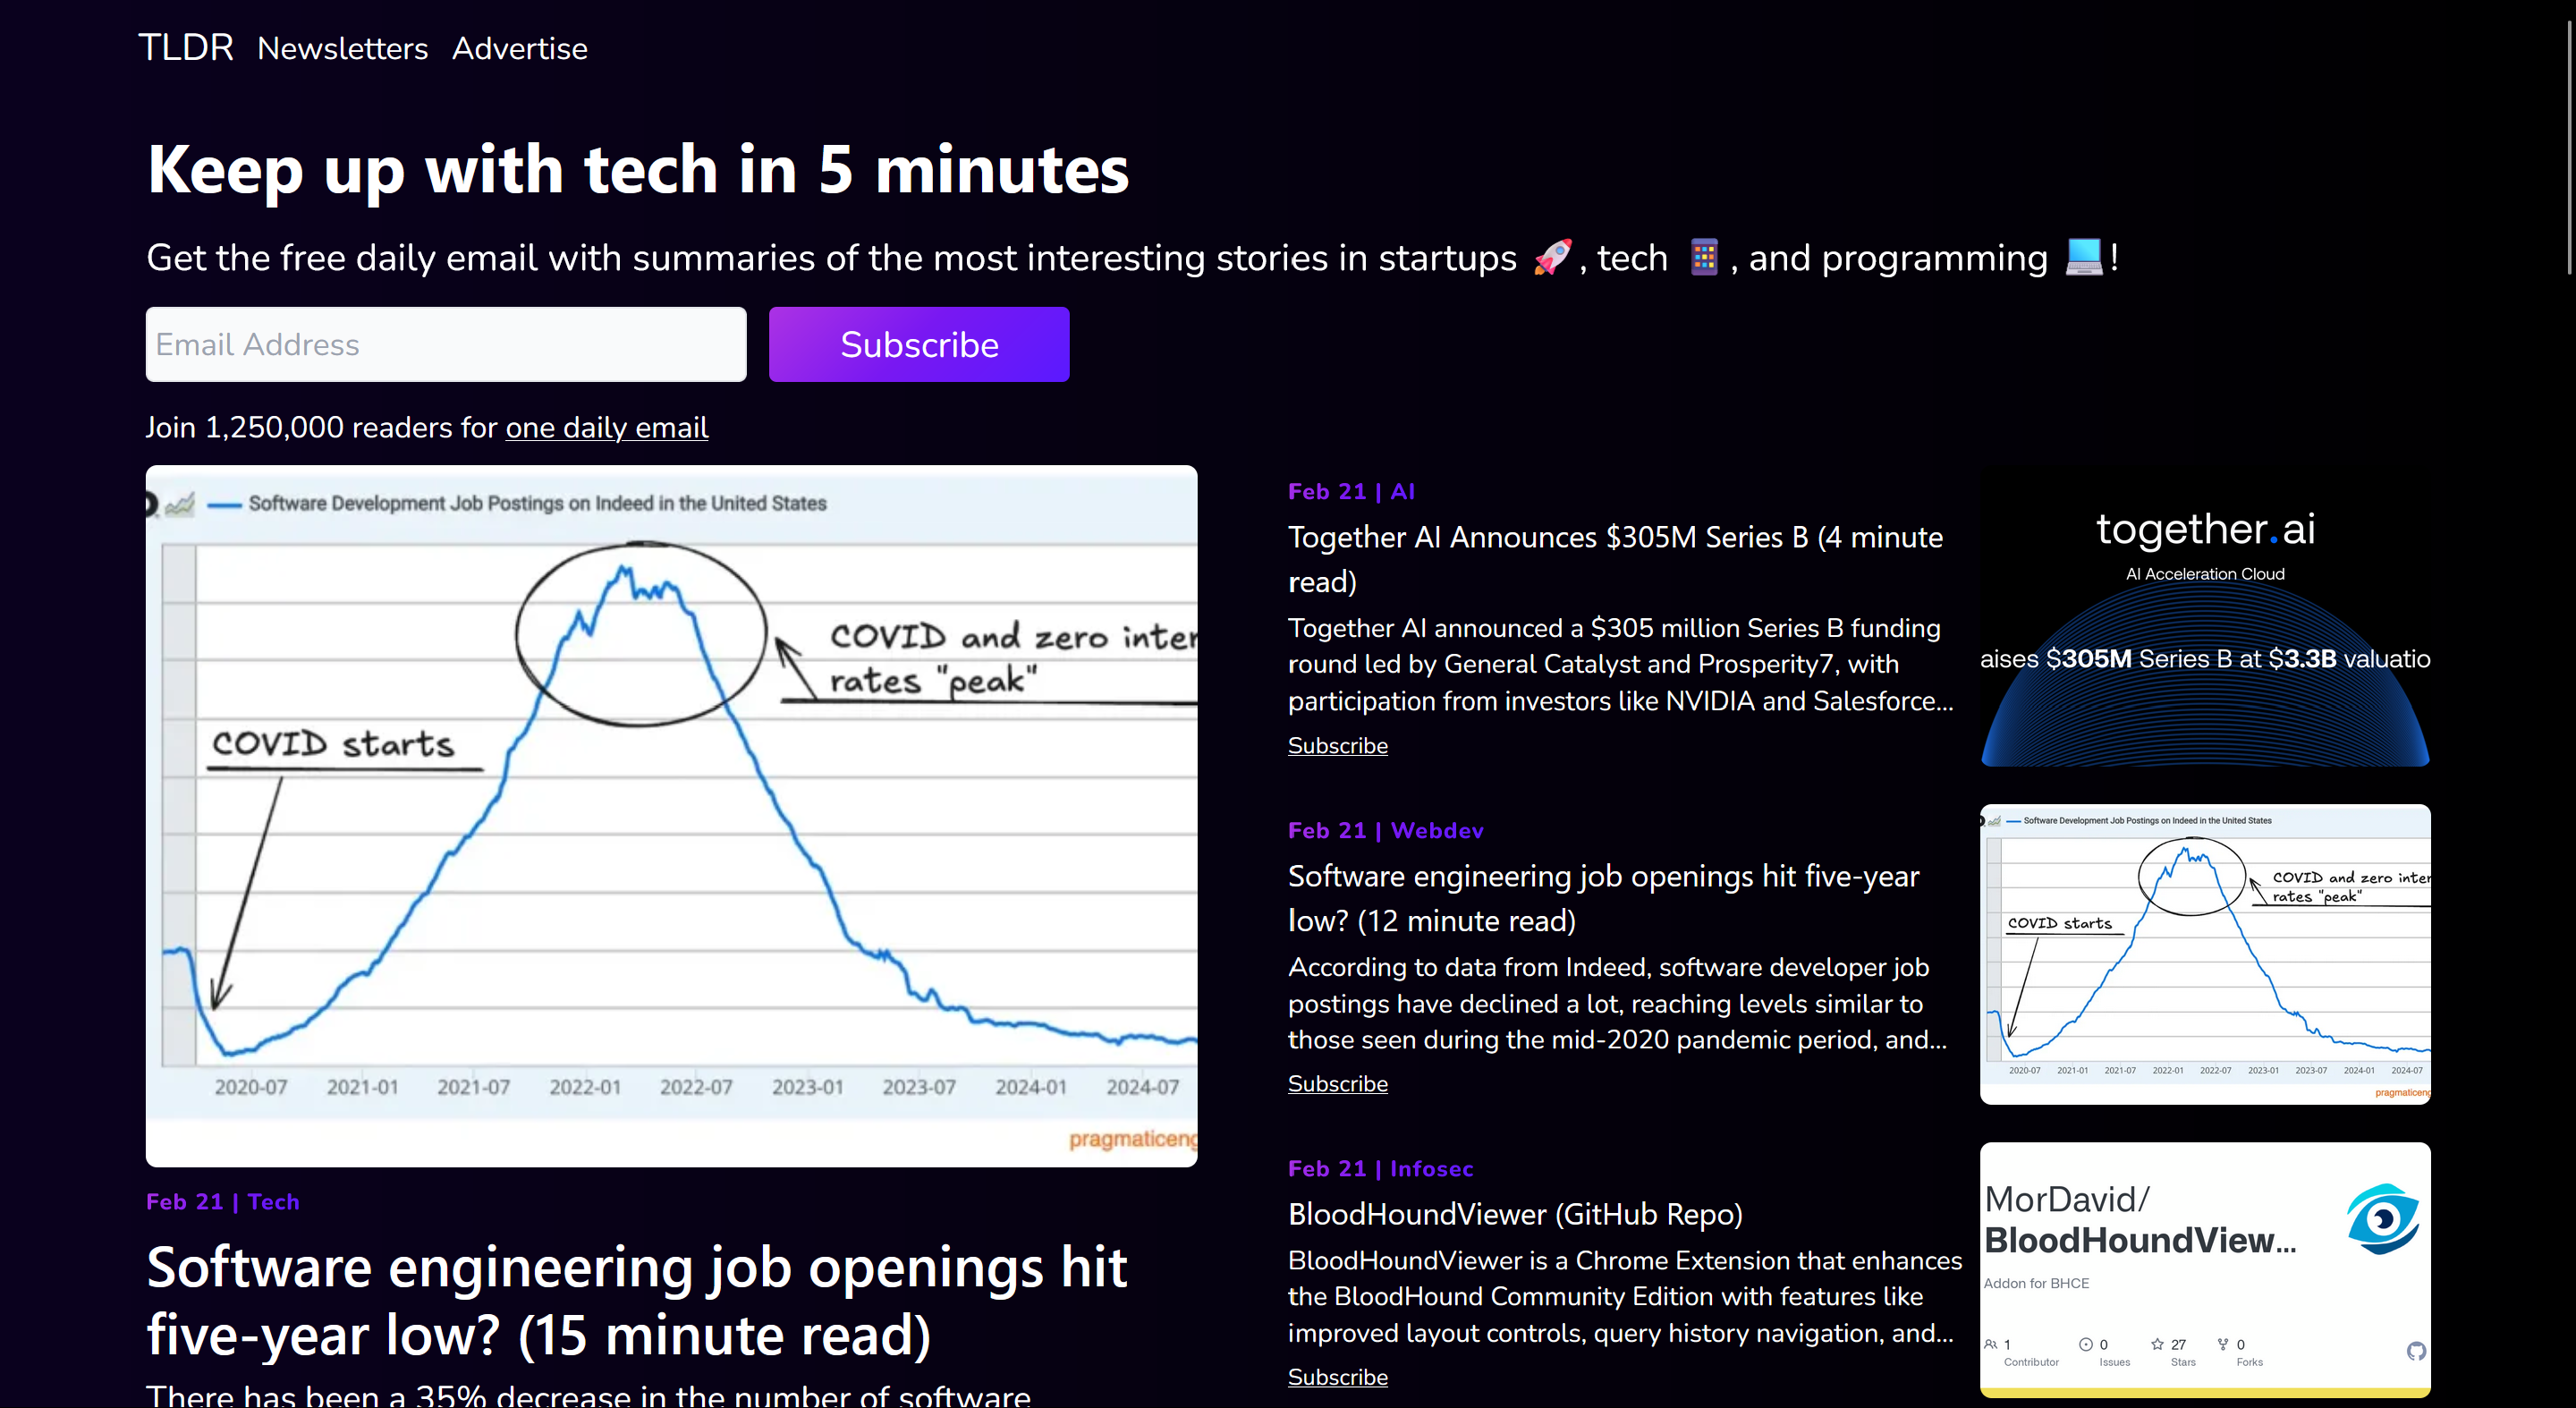 TLDR Newsletters Advertise
Keep up with tech in 5 minutes
Get the free daily email with summaries of the most interesting stories in startups 🚀, tech 📱, and programming 💻!
Email Address
Subscribe
Join 1,250,000 readers for one daily email
Software Development Job Postings on Indeed in the United States
COVID and zero inter
rates "peak"
COVID starts
2020-07 2021-01 2021-07 2022-01 2022-07 2023-01 2023-07 2024-01 2024-07
pragmaticeng
Feb 21 | Tech
Software engineering job openings hit
five-year low? (15 minute read)
There has been a 35% decrease in the number of software
Feb 21 | AI
Together AI Announces $305M Series B (4 minute
read)
Together AI announced a $305 million Series B funding
round led by General Catalyst and Prosperity7, with
participation from investors like NVIDIA and Salesforce...
Subscribe
together.ai
AI Acceleration Cloud
aises $305M Series B at $3.3B valuatio
Feb 21 | Webdev
Software engineering job openings hit five-year
low? (12 minute read)
According to data from Indeed, software developer job
postings have declined a lot, reaching levels similar to
those seen during the mid-2020 pandemic period, and...
Subscribe
Software Development Job Postings on Indeed in the United States
COVID and zero inter
rates "peak"
COVID starts
2020-07 2021-01 2021-07 2022-01 2022-07 2023-01 2023-07 2024-01 2024-07
pragmaticeng
Feb 21 | Infosec
BloodHoundViewer (GitHub Repo)
BloodHoundViewer is a Chrome Extension that enhances
the BloodHound Community Edition with features like
improved layout controls, query history navigation, and...
Subscribe
MorDavid/
BloodHoundView...
Addon for BHCE
1 0 27 0
Contributor Issues Stars Forks